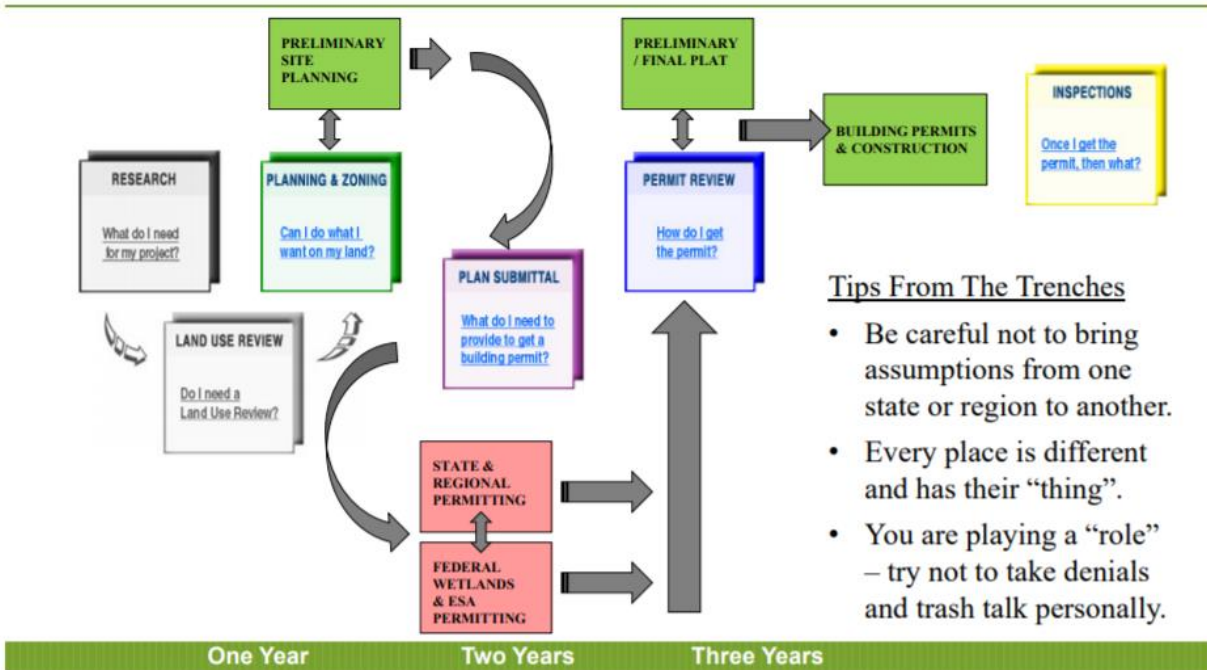 PRELIMINARY
SITE
PLANNING
PRELIMINARY
/ FINAL PLAT
BUILDING PERMITS
& CONSTRUCTION
INSPECTIONS
Once I get the
permit, then what?
RESEARCH
What do I need
for my project?
PLANNING & ZONING
Can I do what I
want on my land?
PERMIT REVIEW
How do I get
the permit?
LAND USE REVIEW
Do I need a
Land Use Review?
PLAN SUBMITTAL
What do I need to
provide to get a
building permit?
STATE &
REGIONAL
PERMITTING
FEDERAL
WETLANDS
& ESA
PERMITTING
Tips From The Trenches
• Be careful not to bring
assumptions from one
state or region to another.
• Every place is different
and has their “thing”.
• You are playing a “role”
– try not to take denials
and trash talk personally.
One Year
Two Years
Three Years